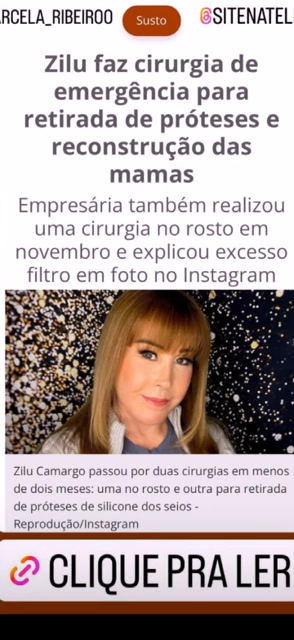 RCELA_RIBEIROO
Susto
@SITENATEL
Zilu faz cirurgia de
emergência para
retirada de próteses e
reconstrução das
mamas
Empresária também realizou
uma cirurgia no rosto em
novembro e explicou excesso
filtro em foto no Instagram
Zilu Camargo passou por duas cirurgias em menos
de dois meses: uma no rosto e outra para retirada
de próteses de silicone dos seios -
Reprodução/Instagram
CLIQUE PRA LER